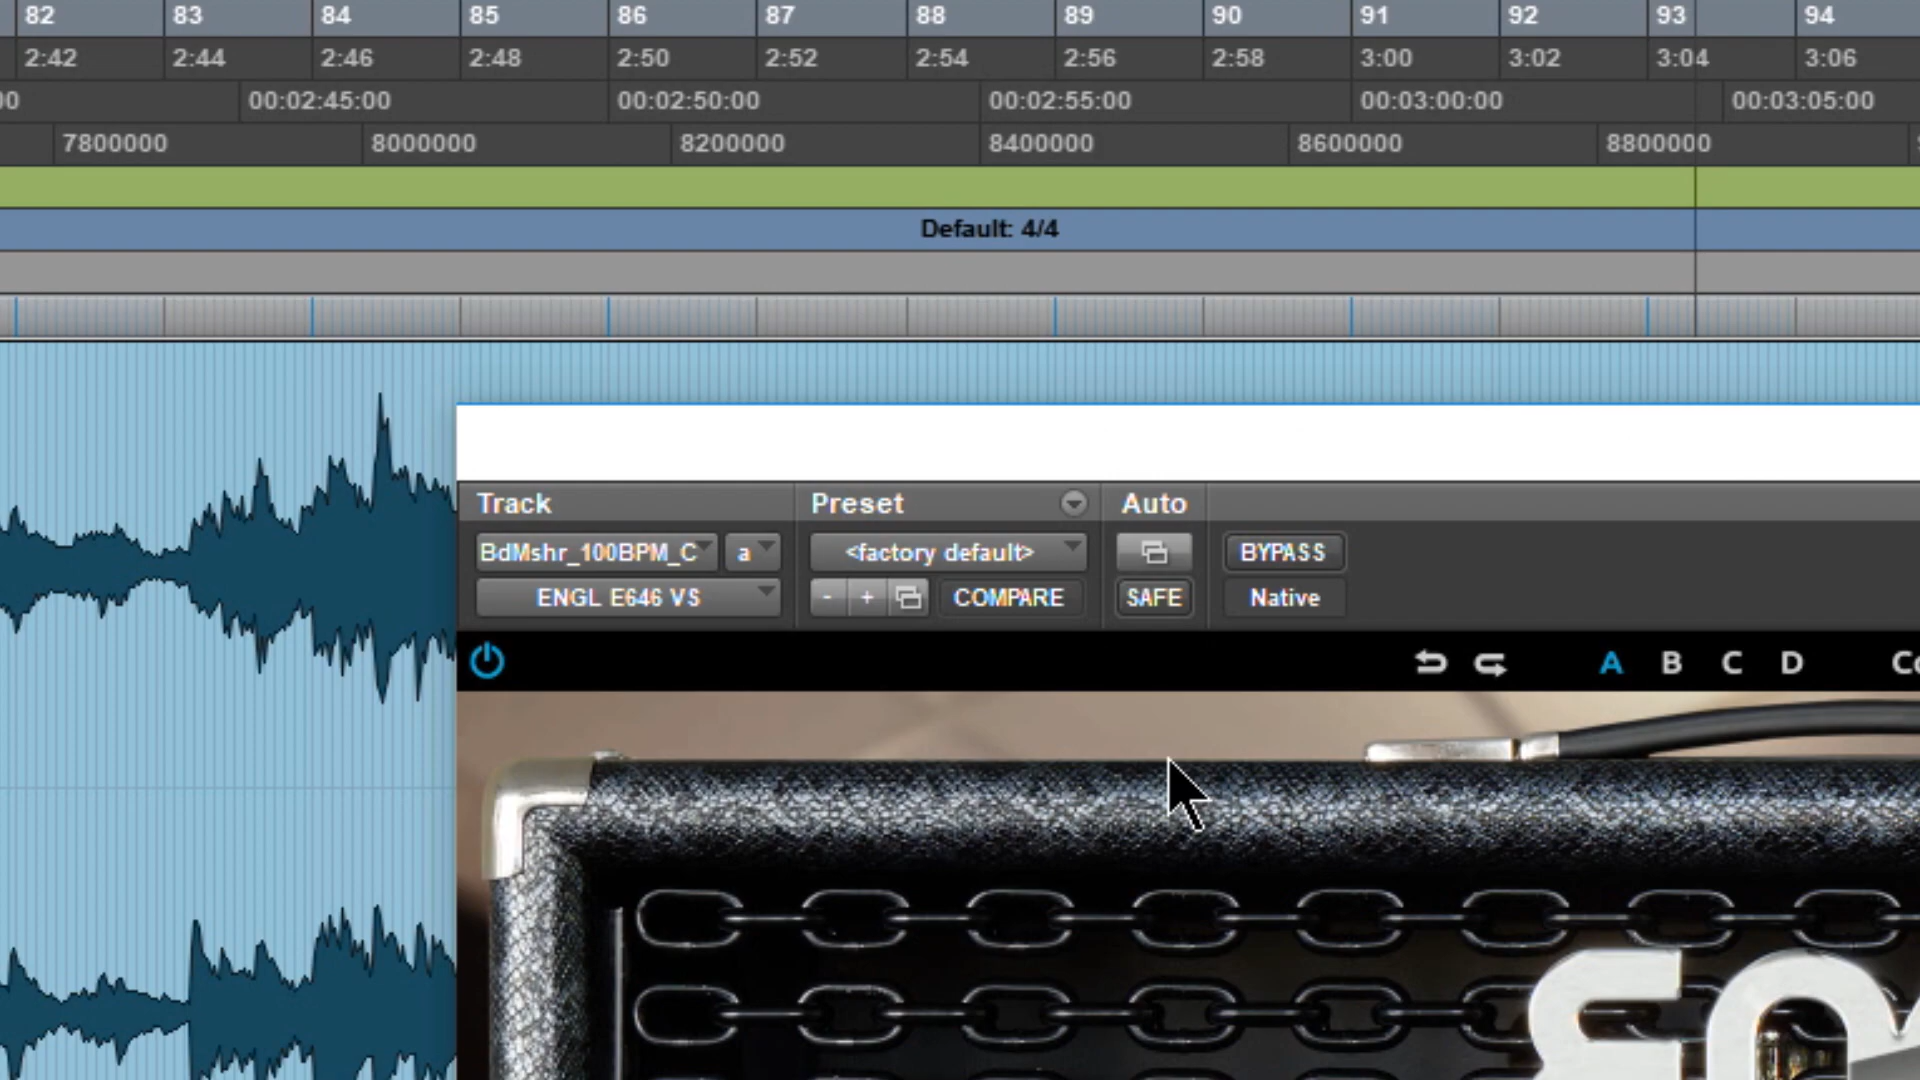 82 83 84 85 86 87 88 89 90 91 92 93 94
2:42 2:44 2:46 2:48 2:50 2:52 2:54 2:56 2:58 3:00 3:02 3:04 3:06
00 00:02:45:00 00:02:50:00 00:02:55:00 00:03:00:00 00:03:05:00
7800000 8000000 8200000 8400000 8600000 8800000
Default: 4/4
Track Preset Auto
BdMshr_100BPM_C a <factory default> BYPASS
ENGL E646 VS - + COMPARE SAFE Native
A B C D Co